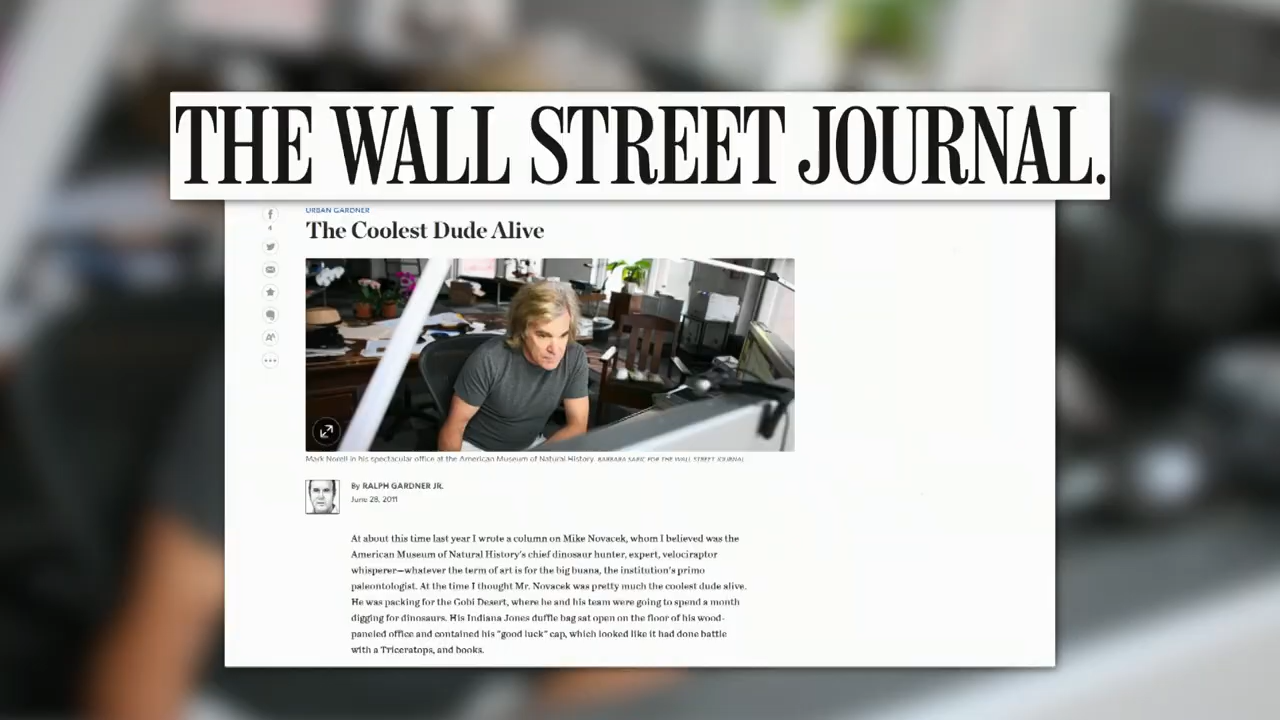 THE WALL STREET JOURNAL.
URBAN GARDNER
The Coolest Dude Alive
4
Mark Norell in his spectacular office at the American Museum of Natural History. BARBARA SABIC FOR THE WALL STREET JOURNAL
By RALPH GARDNER JR.
June 28, 2011
At about this time last year I wrote a column on Mike Novacek, whom I believed was the
American Museum of Natural History's chief dinosaur hunter, expert, velociraptor
whisperer—whatever the term of art is for the big buana, the institution's primo
paleontologist. At the time I thought Mr. Novacek was pretty much the coolest dude alive.
He was packing for the Gobi Desert, where he and his team were going to spend a month
digging for dinosaurs. His Indiana Jones duffle bag sat open on the floor of his wood-
paneled office and contained his "good luck" cap, which looked like it had done battle
with a Triceratops, and books.